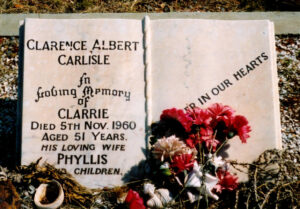 CLARENCE ALBERT
CARLISLE
In
Loving Memory
of
CLARRIE
DIED 5TH NOV. 1960
AGED 51 YEARS.
HIS LOVING WIFE
PHYLLIS
CHILDREN.
IN OUR HEARTS